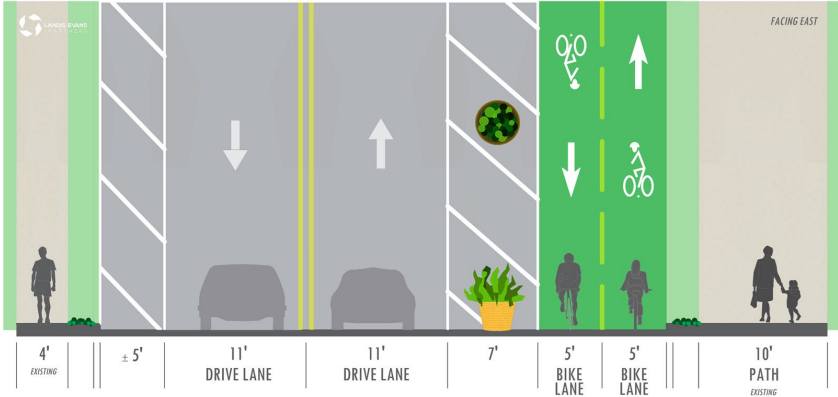 LANDIS EVANS
PARTNERS
FACING EAST
4'
EXISTING
± 5'
11'
DRIVE LANE
11'
DRIVE LANE
7'
5'
BIKE
LANE
5'
BIKE
LANE
10'
PATH
EXISTING